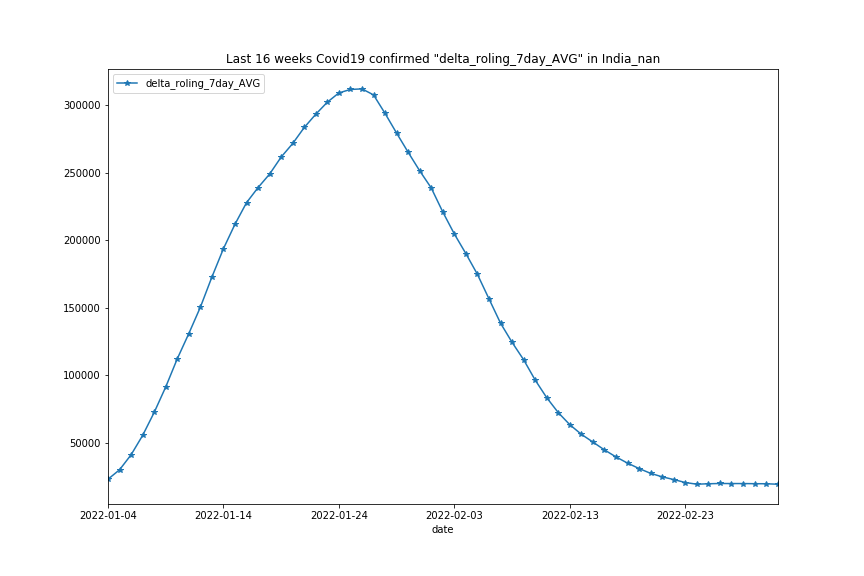 Last 16 weeks Covid19 confirmed "delta_roling_7day_AVG" in India_nan
delta_roling_7day_AVG
300000
250000
200000
150000
100000
50000
2022-01-04 2022-01-14 2022-01-24 2022-02-03 2022-02-13 2022-02-23
date